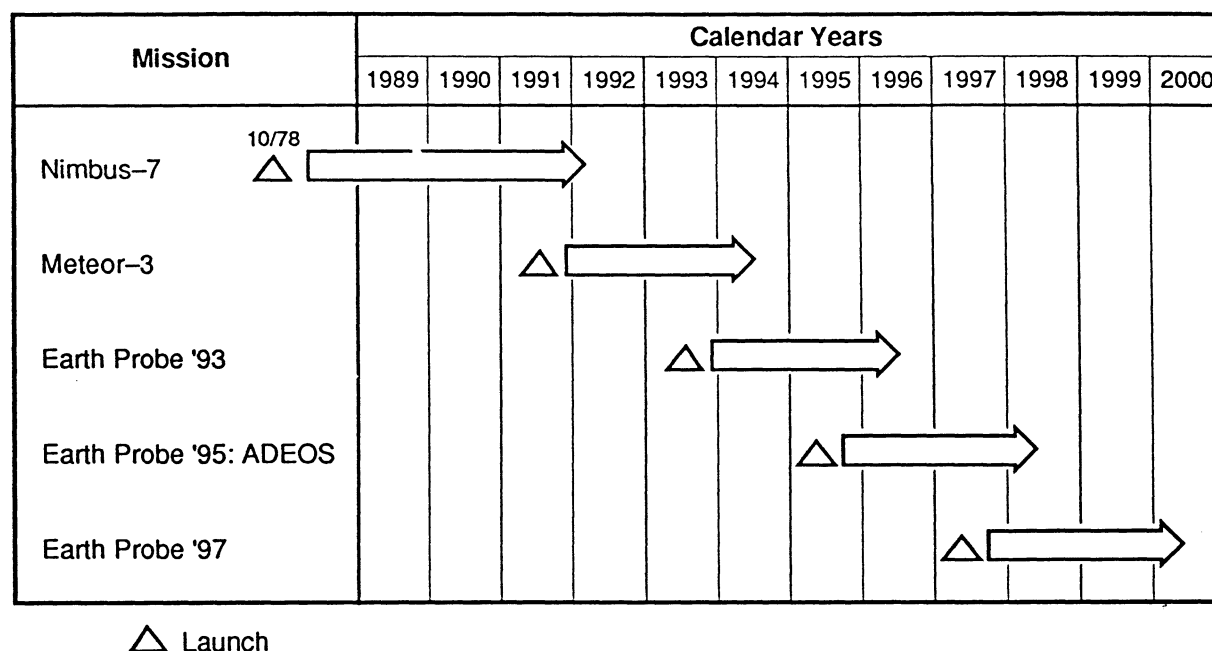 Mission
Calendar Years
1989 1990 1991 1992 1993 1994 1995 1996 1997 1998 1999 2000
10/78
Nimbus–7
Meteor–3
Earth Probe '93
Earth Probe '95: ADEOS
Earth Probe '97
Launch